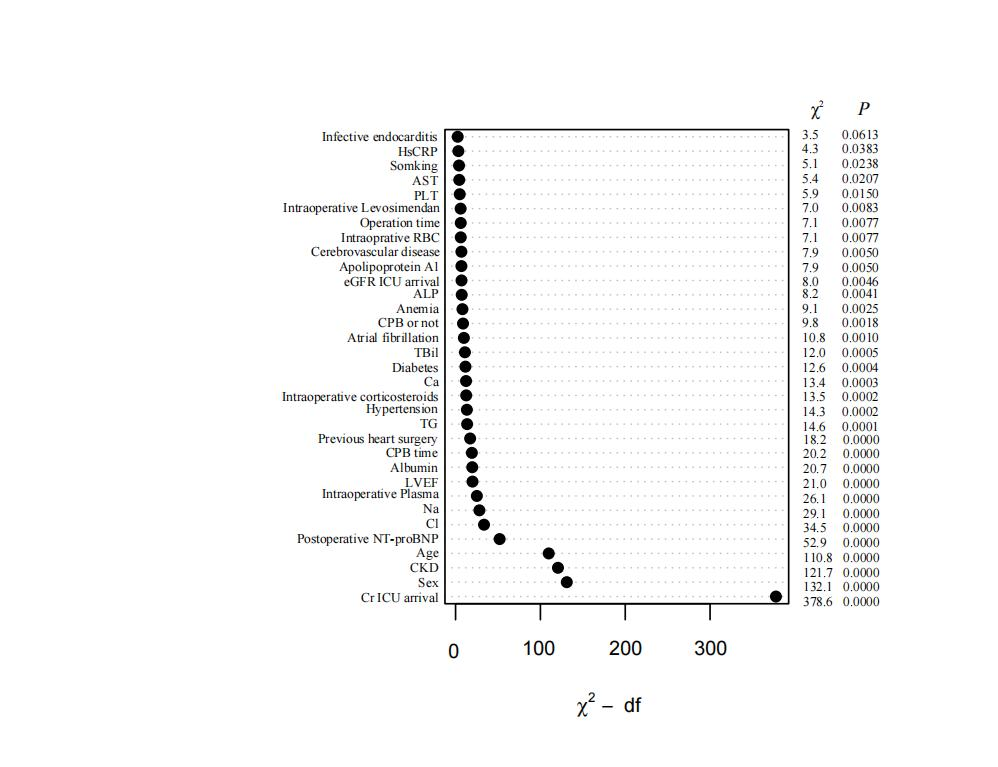 χ² P
Infective endocarditis 3.5 0.0613
HsCRP 4.3 0.0383
Somking 5.1 0.0238
AST 5.4 0.0207
PLT 5.9 0.0150
Intraoperative Levosimendan 7.0 0.0083
Operation time 7.1 0.0077
Intraoprative RBC 7.1 0.0077
Cerebrovascular disease 7.9 0.0050
Apolipoprotein A1 7.9 0.0050
eGFR ICU arrival 8.0 0.0046
ALP 8.2 0.0041
Anemia 9.1 0.0025
CPB or not 9.8 0.0018
Atrial fibrillation 10.8 0.0010
TBil 12.0 0.0005
Diabetes 12.6 0.0004
Ca 13.4 0.0003
Intraoperative corticosteroids 13.5 0.0002
Hypertension 14.3 0.0002
TG 14.6 0.0001
Previous heart surgery 18.2 0.0000
CPB time 20.2 0.0000
Albumin 20.7 0.0000
LVEF 21.0 0.0000
Intraoperative Plasma 26.1 0.0000
Na 29.1 0.0000
Cl 34.5 0.0000
Postoperative NT-proBNP 52.9 0.0000
Age 110.8 0.0000
CKD 121.7 0.0000
Sex 132.1 0.0000
Cr ICU arrival 378.6 0.0000
0 100 200 300
χ² − df